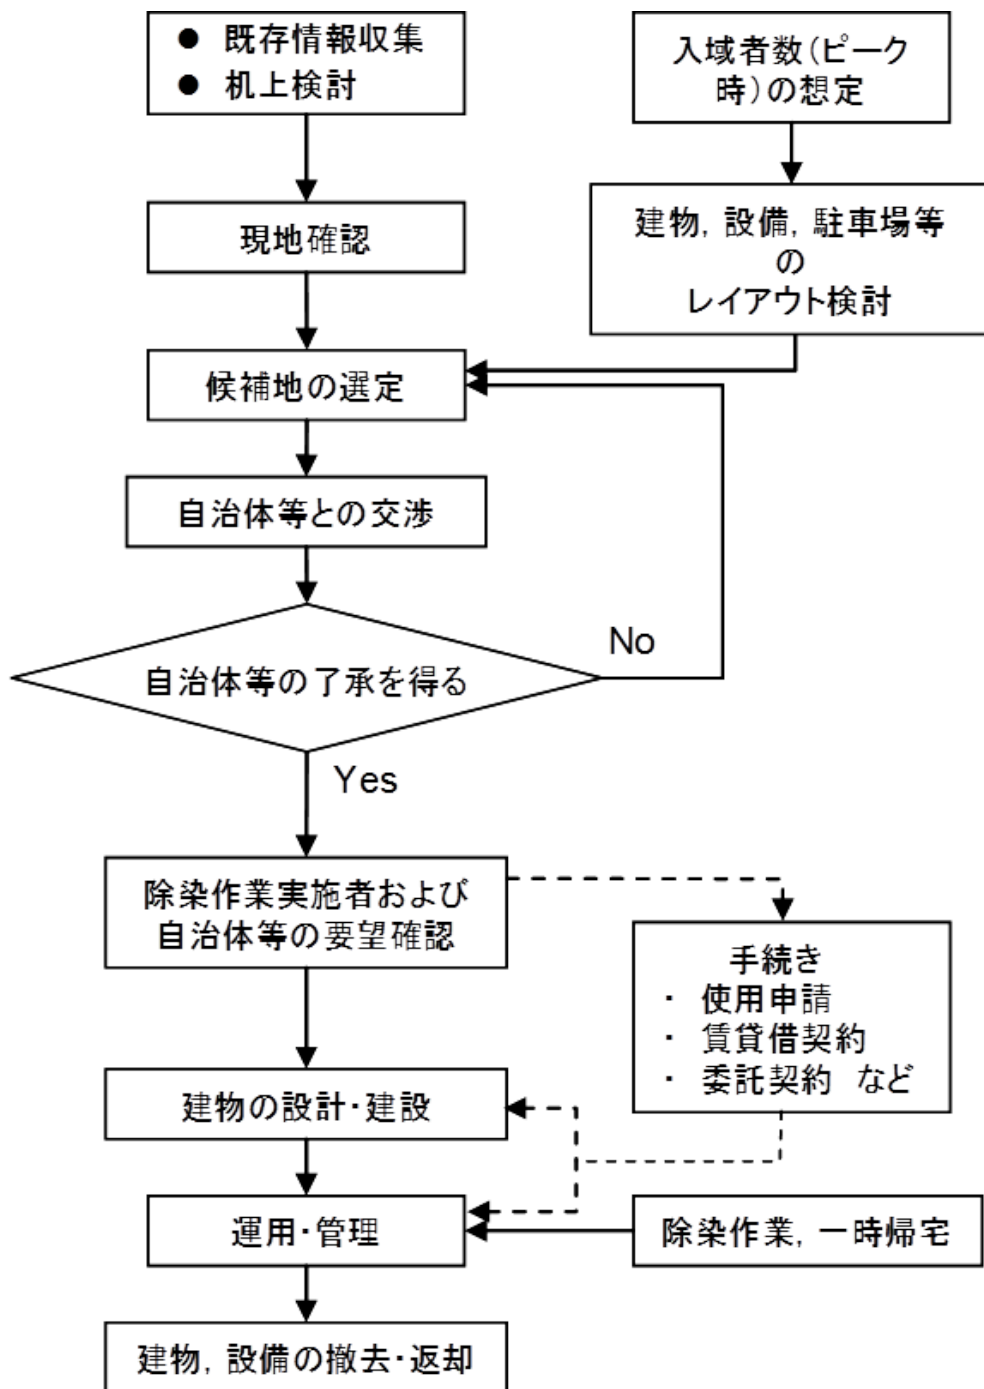 ● 既存情報収集
● 机上検討
入域者数(ピーク
時)の想定
現地確認
建物, 設備, 駐車場等
の
レイアウト検討
候補地の選定
自治体等との交渉
自治体等の了承を得る
No
Yes
除染作業実施者および
自治体等の要望確認
手続き
・ 使用申請
・ 賃貸借契約
・ 委託契約 など
建物の設計・建設
運用・管理
除染作業, 一時帰宅
建物, 設備の撤去・返却